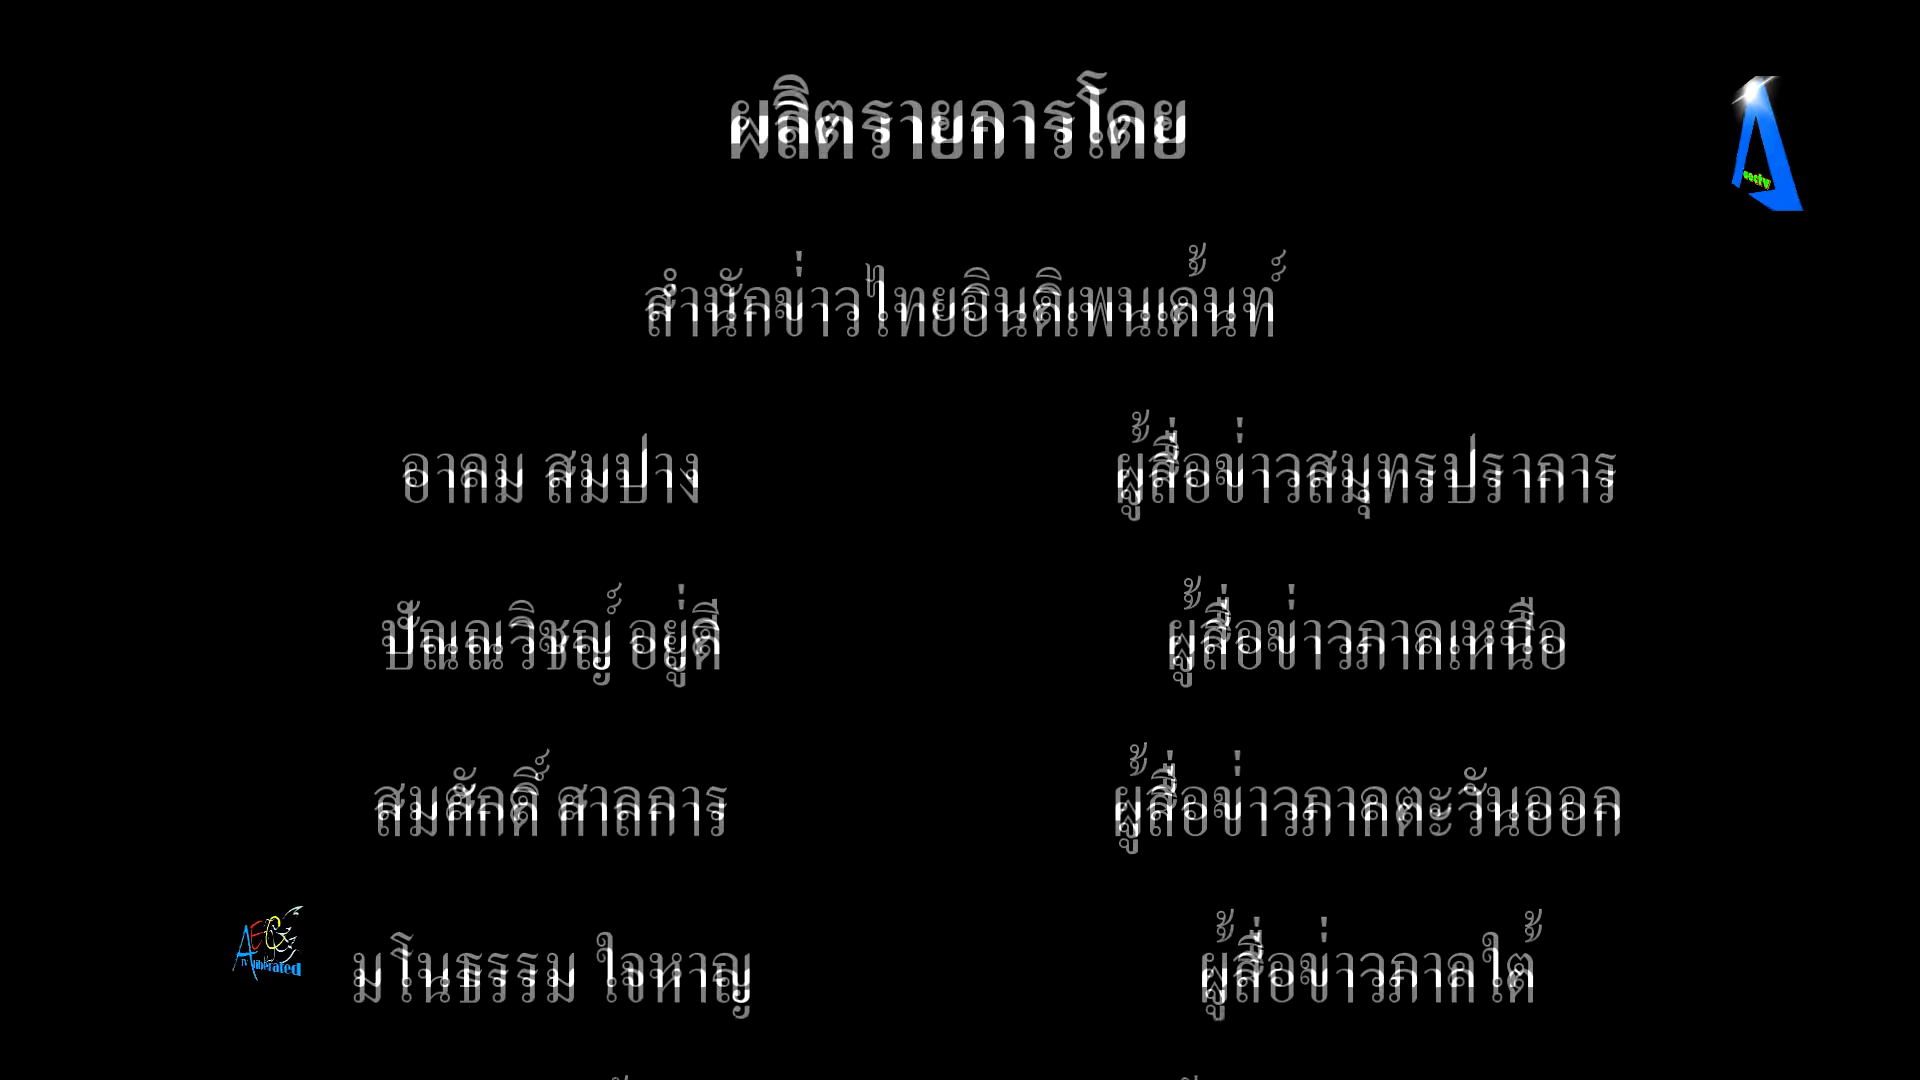 ผลิตรายการโดย
สำนักข่าวไทยอินดิเพนเด้นท์
อาคม สมปาง ผู้สื่อข่าวสมุทรปราการ
ปัณณวิชญ์ อยู่ดี ผู้สื่อข่าวภาคเหนือ
สมศักดิ์ สาลการ ผู้สื่อข่าวภาคตะวันออก
มโนธรรม ใจหาญ ผู้สื่อข่าวภาคใต้
AEC
TV liberated